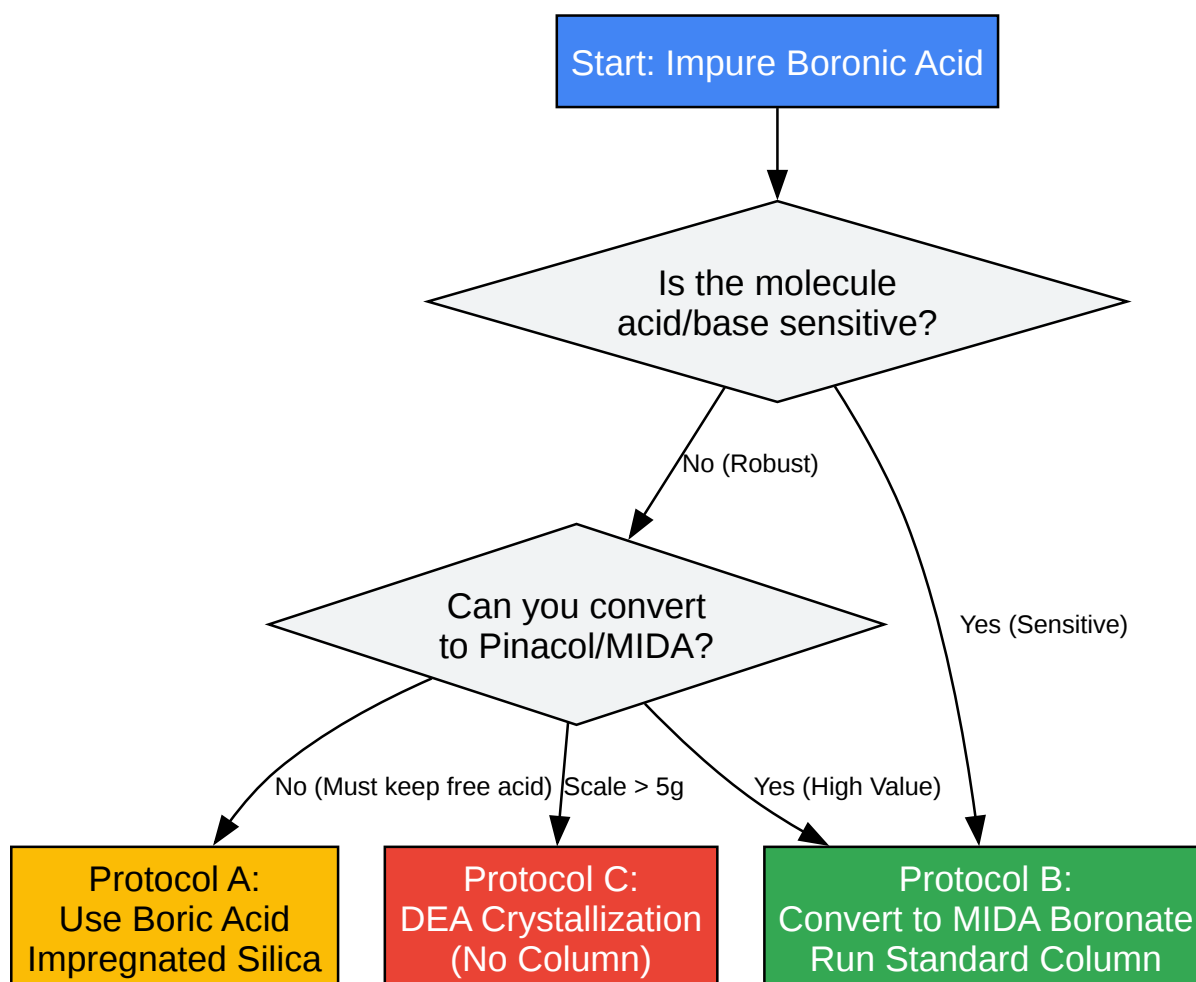 Start: Impure Boronic Acid
Is the molecule
acid/base sensitive?
No (Robust)
Can you convert
to Pinacol/MIDA?
Yes (Sensitive)
No (Must keep free acid)
Scale > 5g
Yes (High Value)
Protocol A:
Use Boric Acid
Impregnated Silica
Protocol C:
DEA Crystallization
(No Column)
Protocol B:
Convert to MIDA Boronate
Run Standard Column